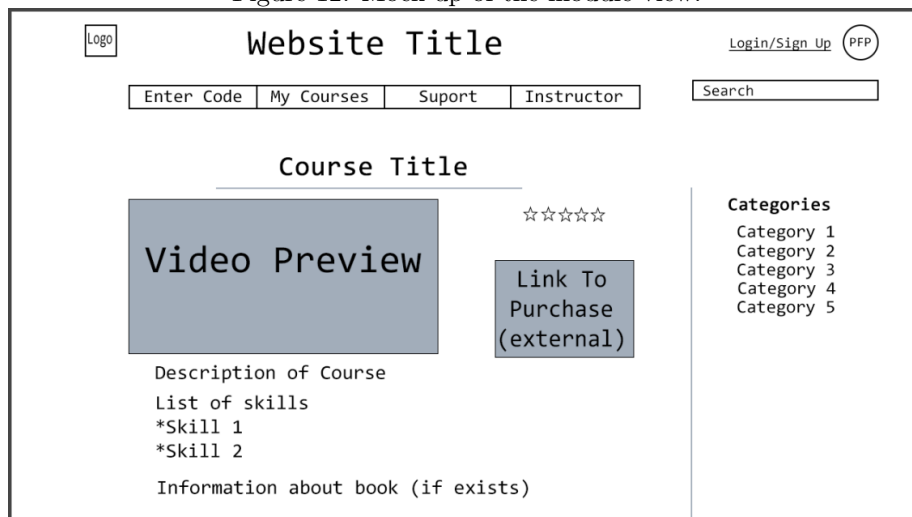 Logo
Website Title
Login/Sign Up
PFP
Enter Code
My Courses
Suport
Instructor
Search
Course Title
Video Preview
☆☆☆☆☆
Link To
Purchase
(external)
Description of Course
List of skills
*Skill 1
*Skill 2
Information about book (if exists)
Categories
Category 1
Category 2
Category 3
Category 4
Category 5